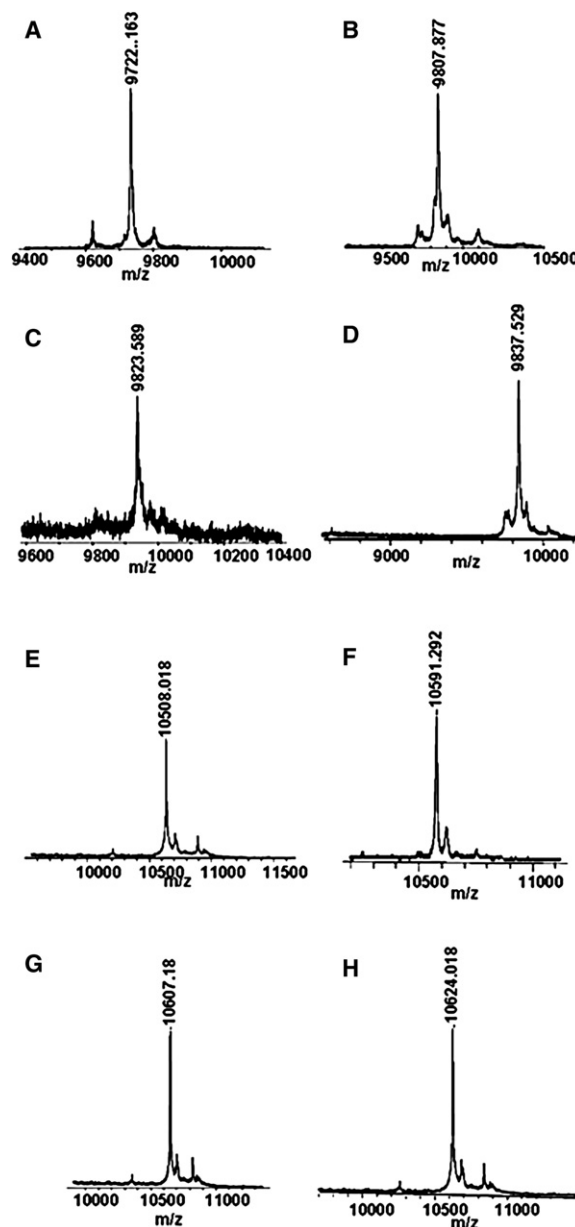 A
9722..163
9400 9600 9800 10000
m/z
B
9807.877
9500 10000 10500
m/z
C
9823.589
9600 9800 10000 10200 10400
m/z
D
9837.529
9000 10000
m/z
E
10508.018
10000 10500 11000 11500
m/z
F
10591.292
10500 11000
m/z
G
10607.18
10000 10500 11000
m/z
H
10624.018
10000 10500 11000
m/z